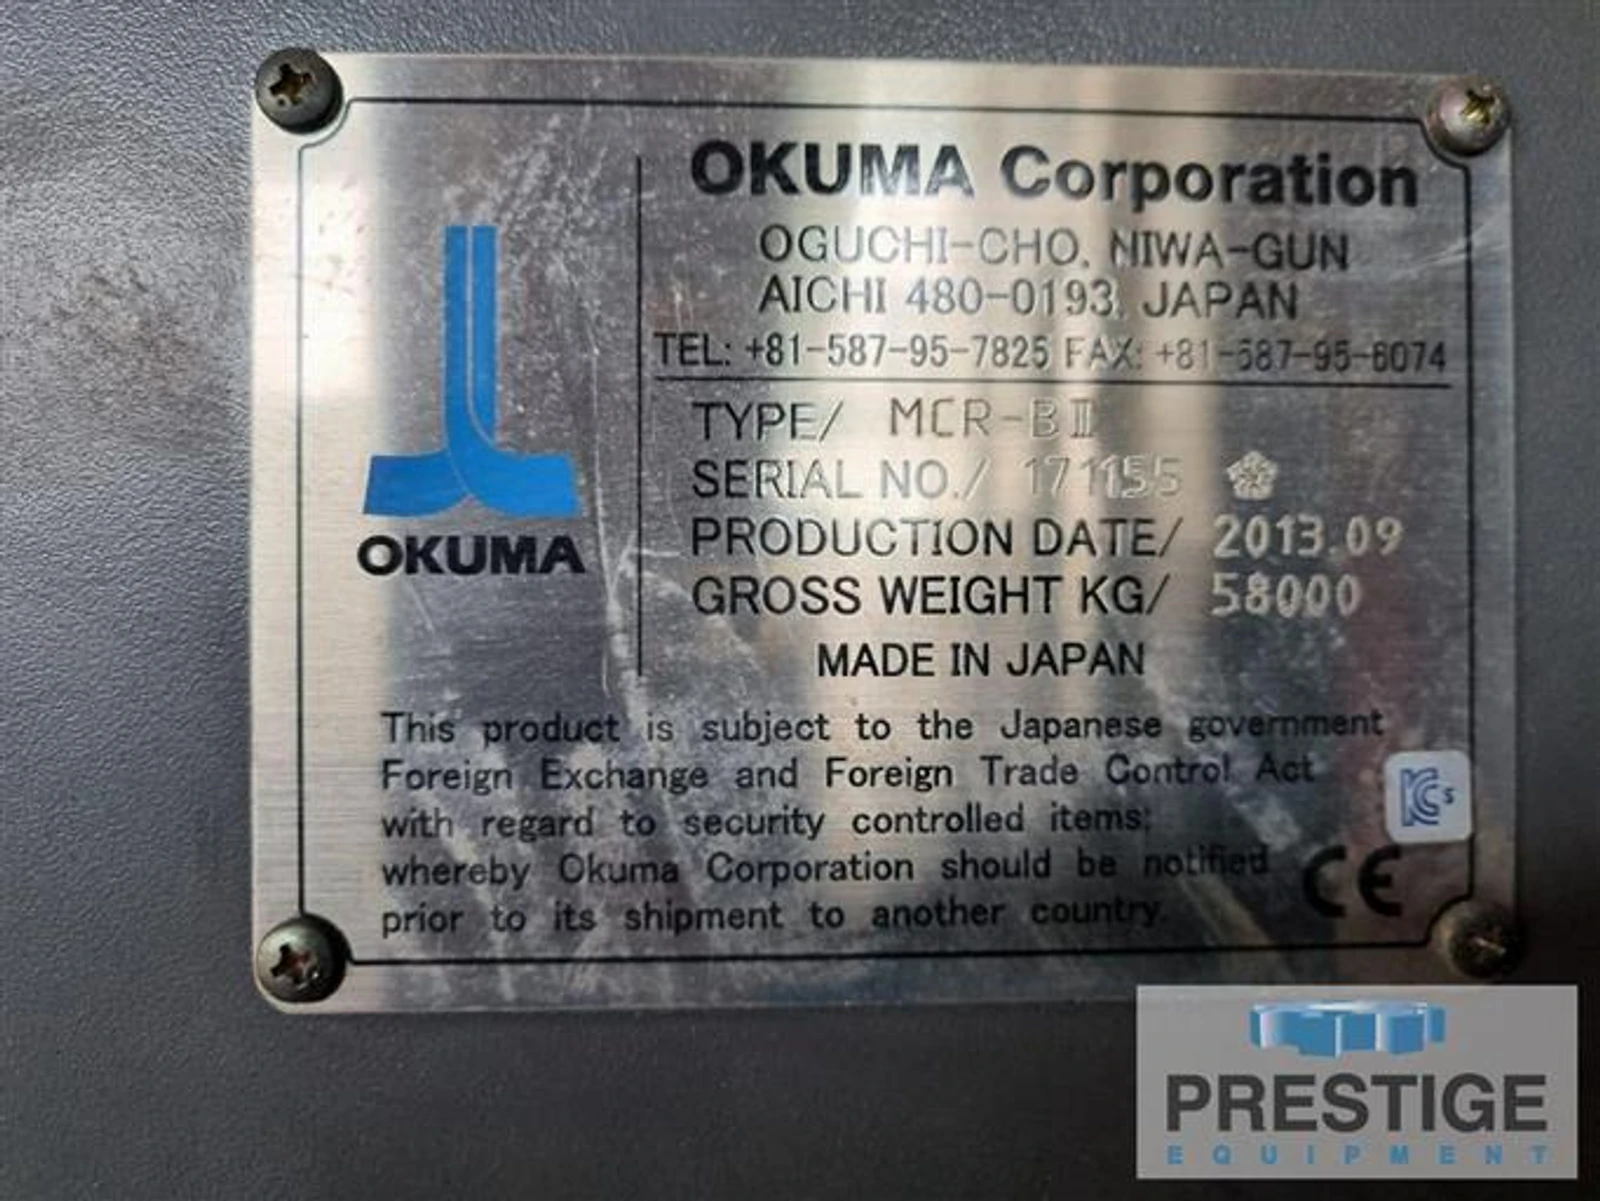 OKUMA Corporation
OGUCHI-CHO, NIWA-GUN
AICHI 480-0193, JAPAN
TEL: +81-587-95-7825 FAX: +81-587-95-6074
TYPE/ MCR-BⅢ
SERIAL NO./ 171155
PRODUCTION DATE/ 2013.09
GROSS WEIGHT KG/ 58000
MADE IN JAPAN
OKUMA
This product is subject to the Japanese government
Foreign Exchange and Foreign Trade Control Act
with regard to security controlled items;
whereby Okuma Corporation should be notified
prior to its shipment to another country.
KCs
CE
PRESTIGE
EQUIPMENT